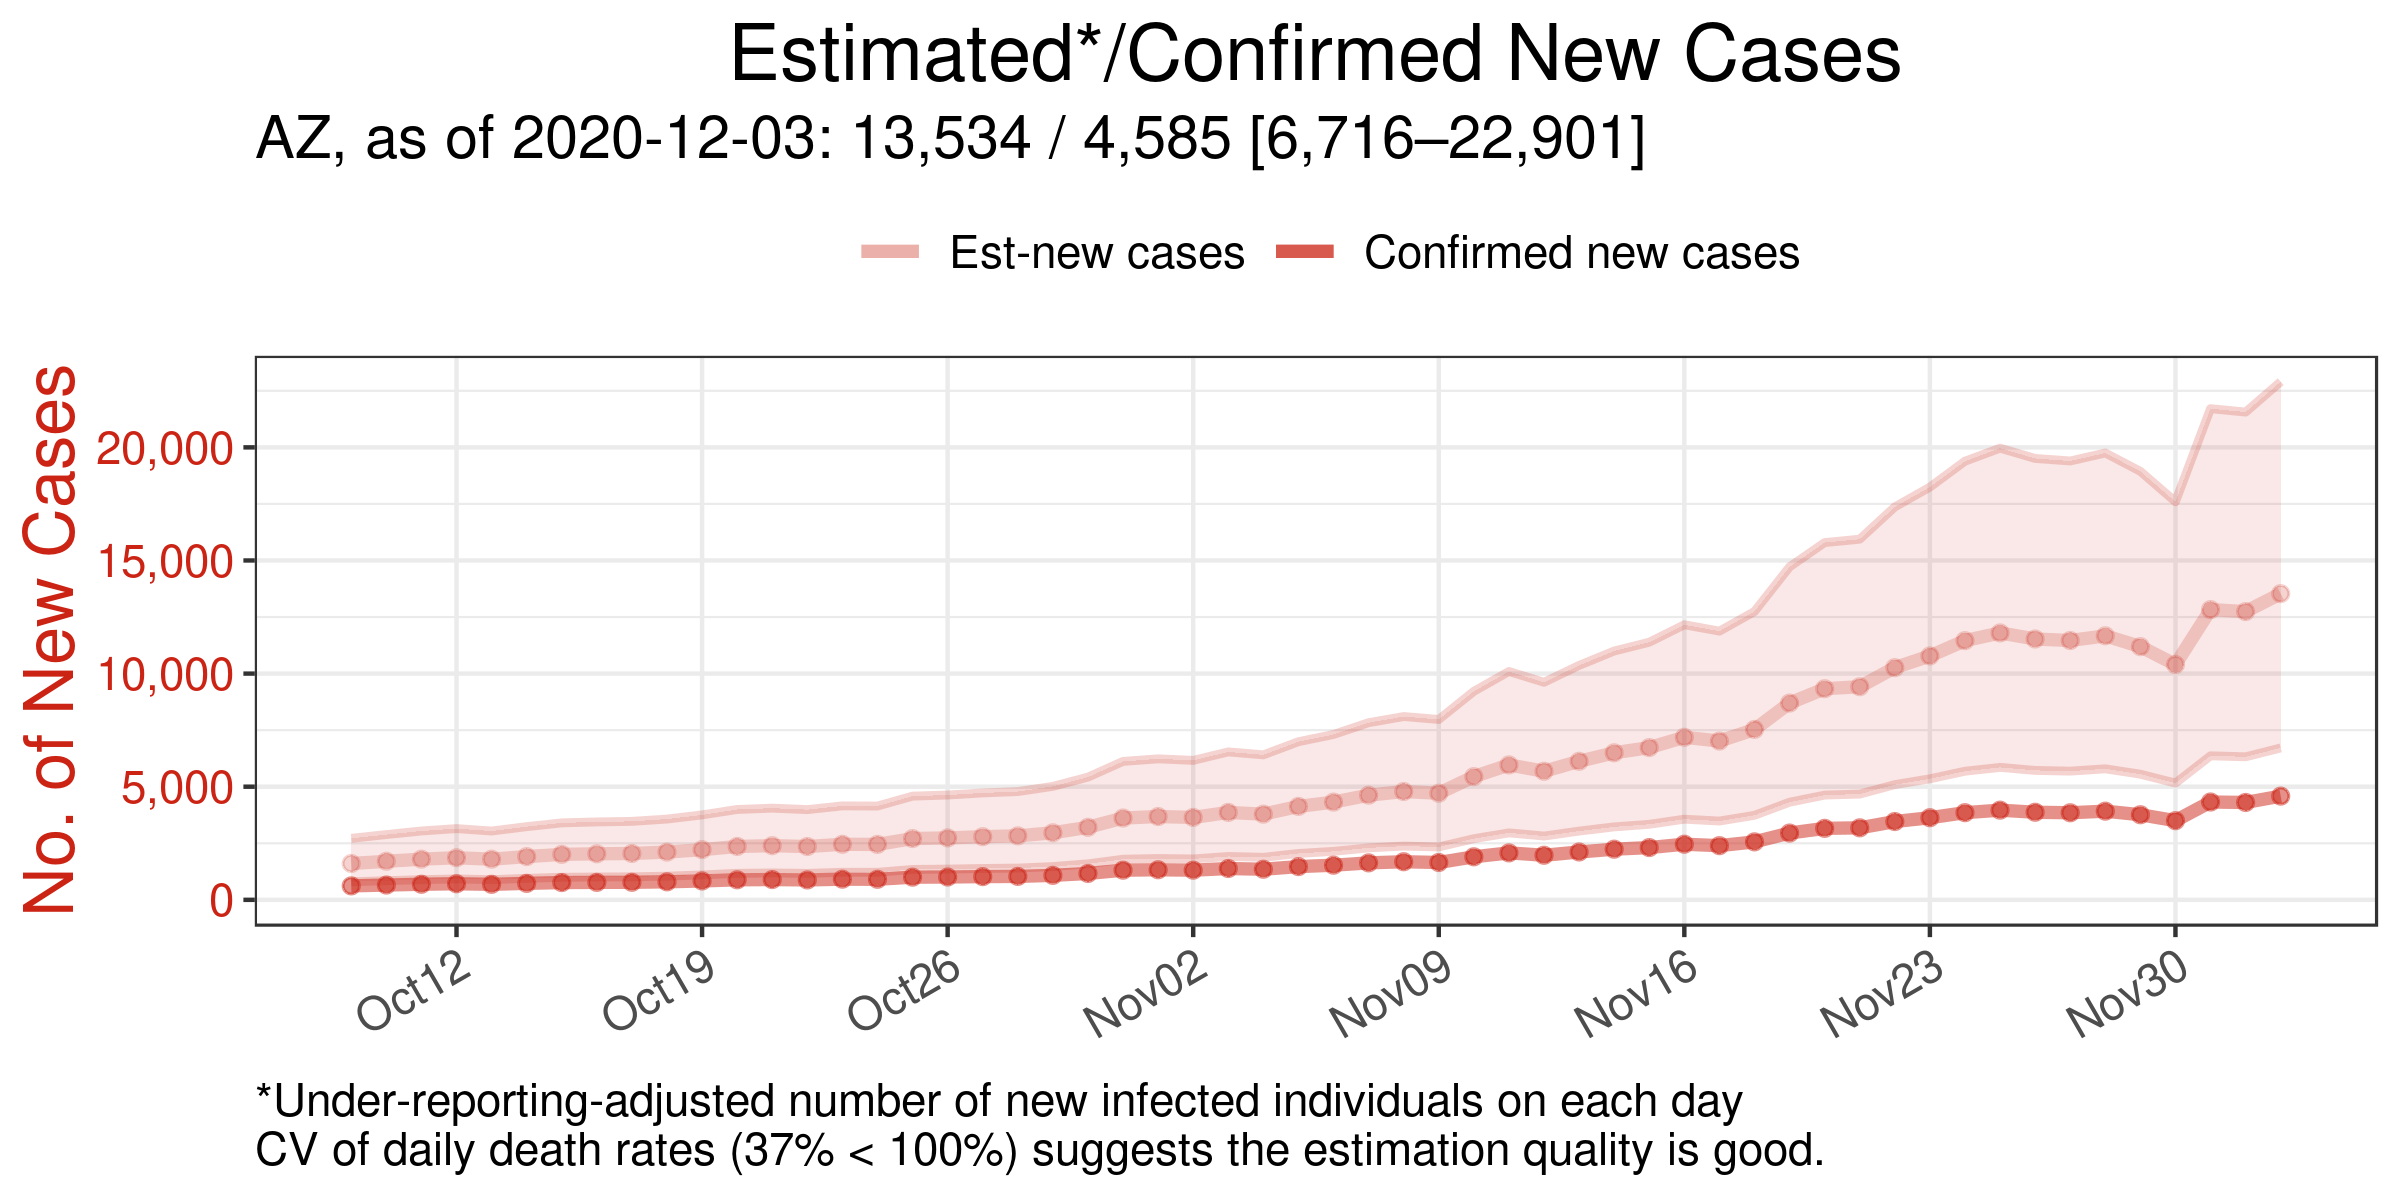 Estimated*/Confirmed New Cases
AZ, as of 2020-12-03: 13,534 / 4,585 [6,716–22,901]
Est-new cases
Confirmed new cases
No. of New Cases
20,000
15,000
10,000
5,000
0
Oct12
Oct19
Oct26
Nov02
Nov09
Nov16
Nov23
Nov30
*Under-reporting-adjusted number of new infected individuals on each day
CV of daily death rates (37% < 100%) suggests the estimation quality is good.